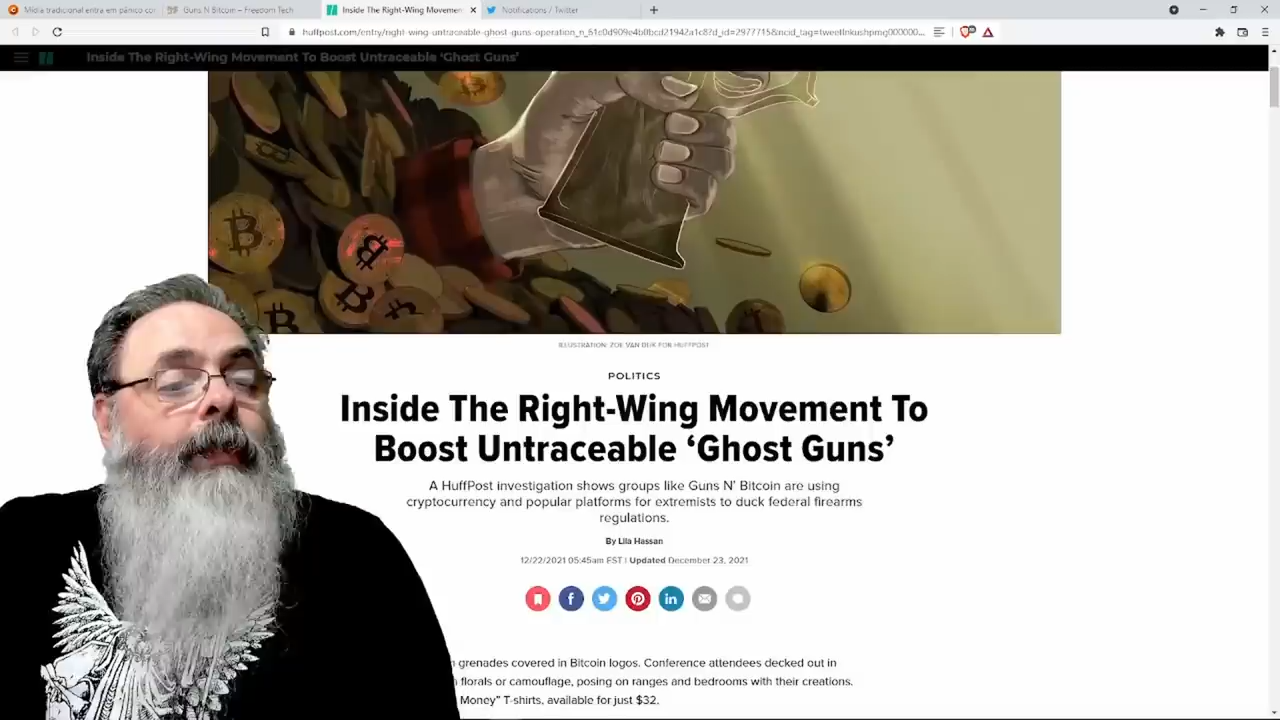 Mídia tradicional entra em pânico co
Guns N Bitcoin – Freedom Tech
Inside The Right-Wing Movemen
Notifications / Twitter
Inside The Right-Wing Movement To Boost Untraceable ‘Ghost Guns’
ILLUSTRATION: ZOE VAN DIJK FOR HUFFPOST
POLITICS
Inside The Right-Wing Movement To
Boost Untraceable ‘Ghost Guns’
A HuffPost investigation shows groups like Guns N’ Bitcoin are using
cryptocurrency and popular platforms for extremists to duck federal firearms
regulations.
By Lila Hassan
12/22/2021 05:45am EST | Updated December 23, 2021
grenades covered in Bitcoin logos. Conference attendees decked out in
florals or camouflage, posing on ranges and bedrooms with their creations.
Money” T-shirts, available for just $32.